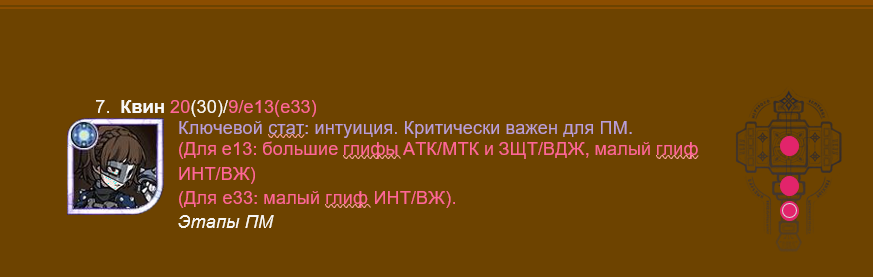 7. Квин 20(30)/9/е13(е33)
Ключевой стат: интуиция. Критически важен для ПМ.
(Для е13: большие глифы АТК/МТК и ЗЩТ/ВДЖ, малый глиф
ИНТ/ВЖ)
(Для е33: малый глиф ИНТ/ВЖ).
Этапы ПМ